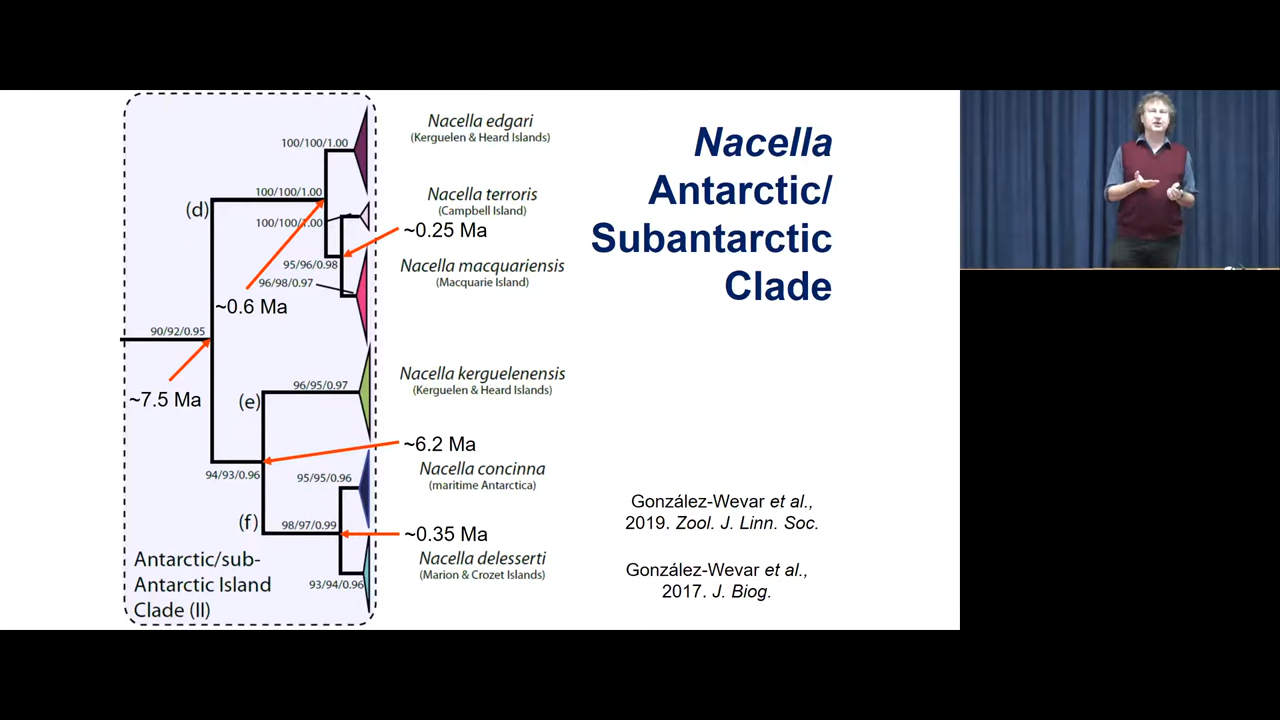 Nacella
Antarctic/
Subantarctic
Clade
Nacella edgari
(Kerguelen & Heard Islands)
100/100/1.00
100/100/1.00
(d)
Nacella terroris
(Campbell Island)
100/100/1.00
~0.25 Ma
95/96/0.98
Nacella macquariensis
(Macquarie Island)
96/98/0.97
~0.6 Ma
90/92/0.95
~7.5 Ma
Nacella kerguelenensis
(Kerguelen & Heard Islands)
96/95/0.97
(e)
~6.2 Ma
94/93/0.96
Nacella concinna
(maritime Antarctica)
95/95/0.96
(f)
98/97/0.99
~0.35 Ma
Nacella delesserti
(Marion & Crozet Islands)
93/94/0.96
Antarctic/sub-
Antarctic Island
Clade (II)
González-Wevar et al.,
2019. Zool. J. Linn. Soc.
González-Wevar et al.,
2017. J. Biog.